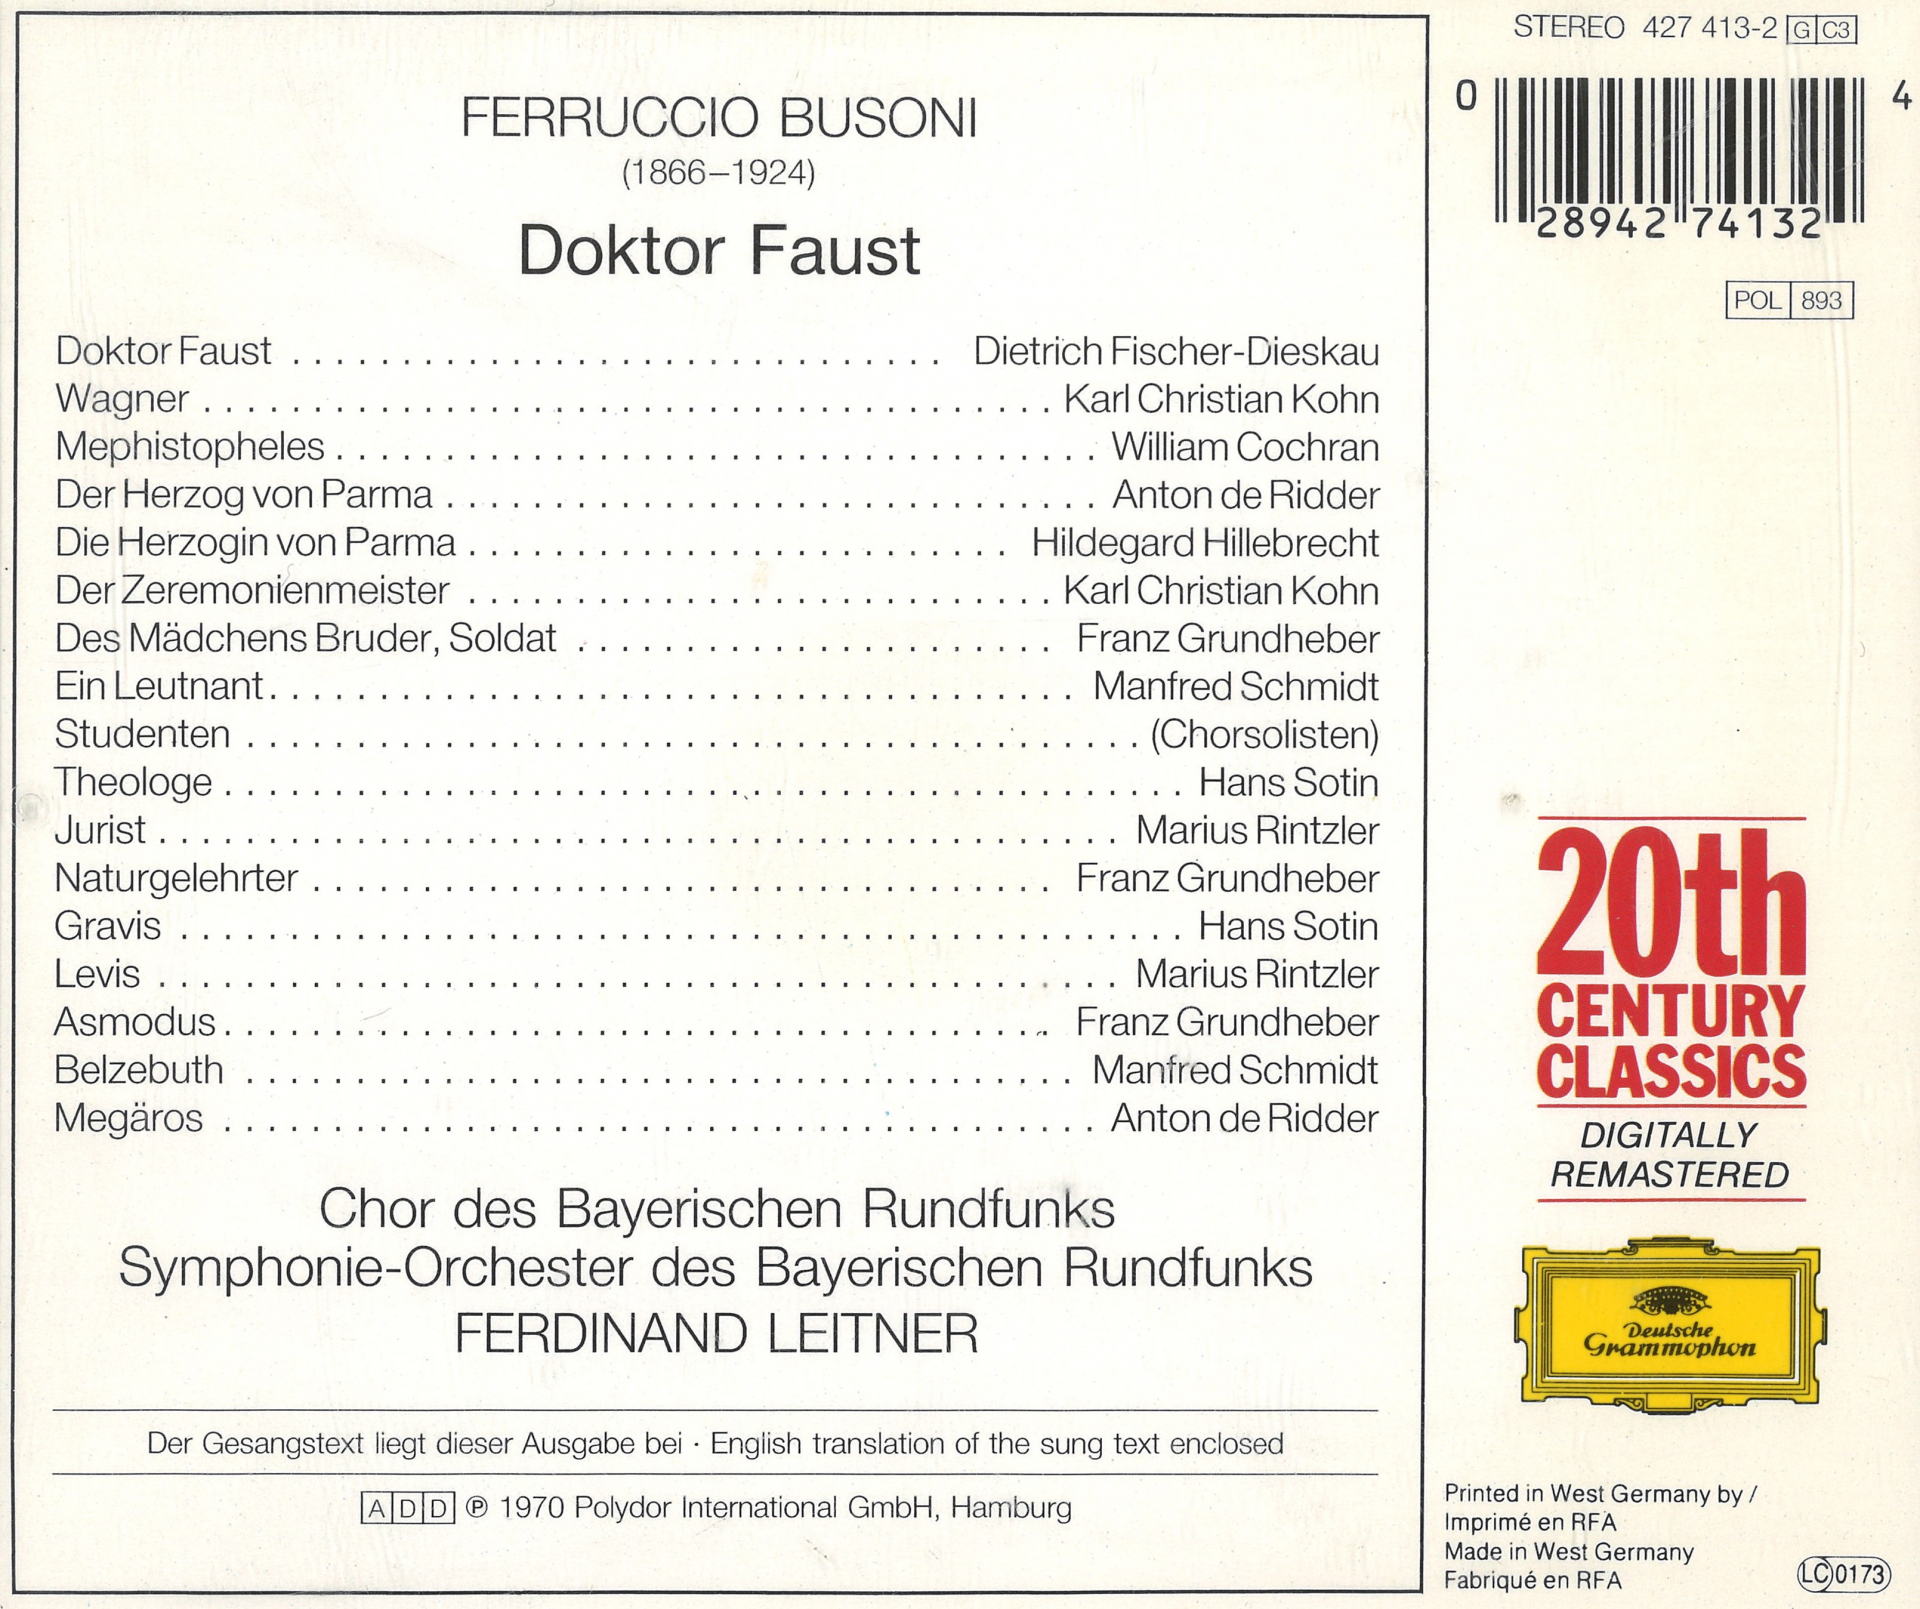 STEREO 427 413-2 G C3
0 28942 74132 4
POL 893
FERRUCCIO BUSONI
(1866–1924)
Doktor Faust
Doktor Faust . . . . . . . . . . . . . . . . . . . . Dietrich Fischer-Dieskau
Wagner . . . . . . . . . . . . . . . . . . . . Karl Christian Kohn
Mephistopheles . . . . . . . . . . . . . . . . . . . . William Cochran
Der Herzog von Parma . . . . . . . . . . . . . . . . . . . . Anton de Ridder
Die Herzogin von Parma . . . . . . . . . . . . . . . . . . . . Hildegard Hillebrecht
Der Zeremonienmeister . . . . . . . . . . . . . . . . . . . . Karl Christian Kohn
Des Mädchens Bruder, Soldat . . . . . . . . . . . . . . . . . . . . Franz Grundheber
Ein Leutnant . . . . . . . . . . . . . . . . . . . . Manfred Schmidt
Studenten . . . . . . . . . . . . . . . . . . . . (Chorsolisten)
Theologe . . . . . . . . . . . . . . . . . . . . Hans Sotin
Jurist . . . . . . . . . . . . . . . . . . . . Marius Rintzler
Naturgelehrter . . . . . . . . . . . . . . . . . . . . Franz Grundheber
Gravis . . . . . . . . . . . . . . . . . . . . Hans Sotin
Levis . . . . . . . . . . . . . . . . . . . . Marius Rintzler
Asmodus . . . . . . . . . . . . . . . . . . . . Franz Grundheber
Belzebuth . . . . . . . . . . . . . . . . . . . . Manfred Schmidt
Megäros . . . . . . . . . . . . . . . . . . . . Anton de Ridder
Chor des Bayerischen Rundfunks
Symphonie-Orchester des Bayerischen Rundfunks
FERDINAND LEITNER
Der Gesangstext liegt dieser Ausgabe bei · English translation of the sung text enclosed
ADD ℗ 1970 Polydor International GmbH, Hamburg
20th
CENTURY
CLASSICS
DIGITALLY
REMASTERED
Deutsche
Grammophon
Printed in West Germany by /
Imprimé en RFA
Made in West Germany
Fabriqué en RFA
LC 0173